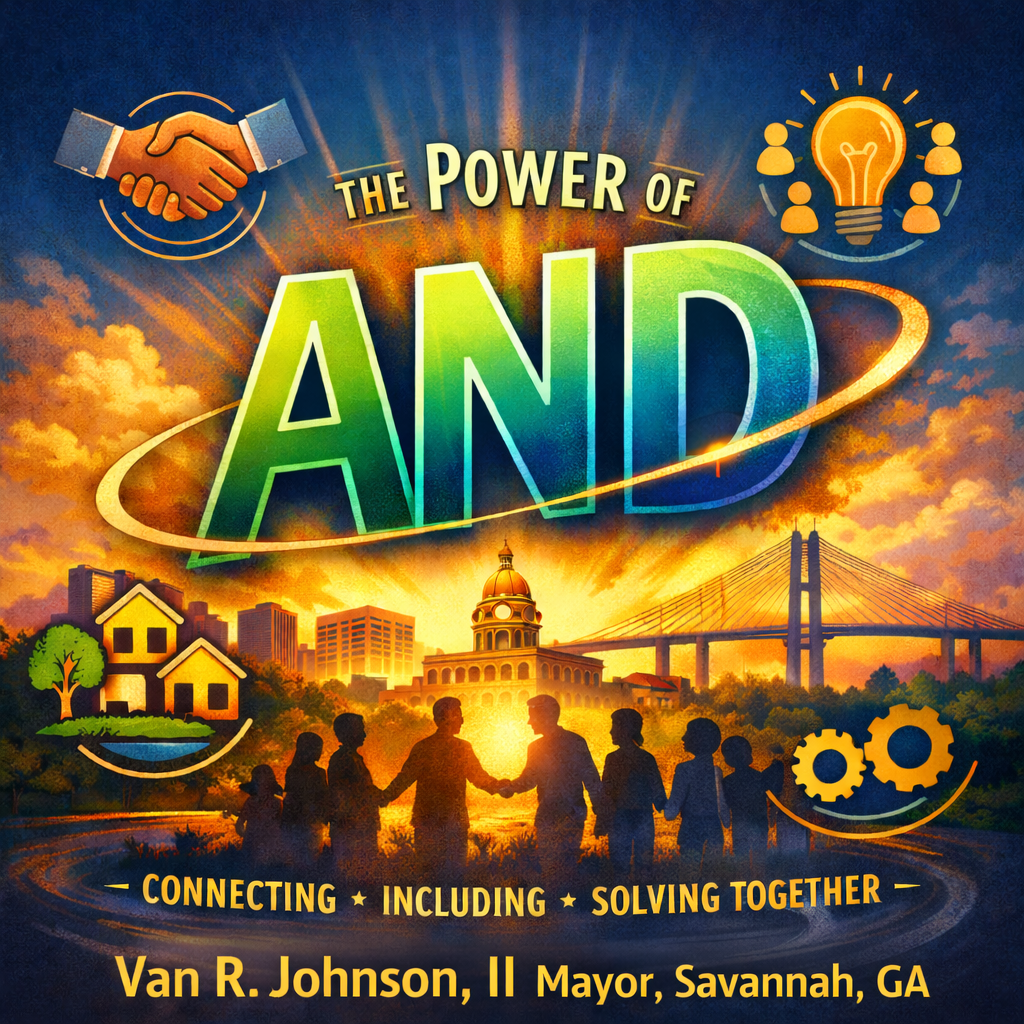 THE POWER OF
AND
– CONNECTING ★ INCLUDING ★ SOLVING TOGETHER –
Van R. Johnson, II Mayor, Savannah, GA